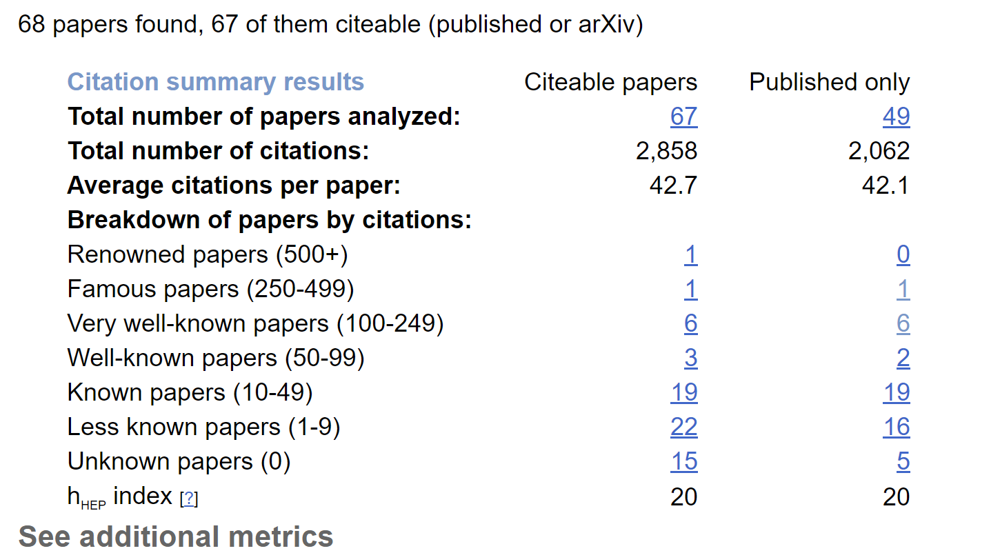 68 papers found, 67 of them citeable (published or arXiv)
Citation summary results Citeable papers Published only
Total number of papers analyzed: 67 49
Total number of citations: 2,858 2,062
Average citations per paper: 42.7 42.1
Breakdown of papers by citations:
Renowned papers (500+) 1 0
Famous papers (250-499) 1 1
Very well-known papers (100-249) 6 6
Well-known papers (50-99) 3 2
Known papers (10-49) 19 19
Less known papers (1-9) 22 16
Unknown papers (0) 15 5
hHEP index [?] 20 20
See additional metrics